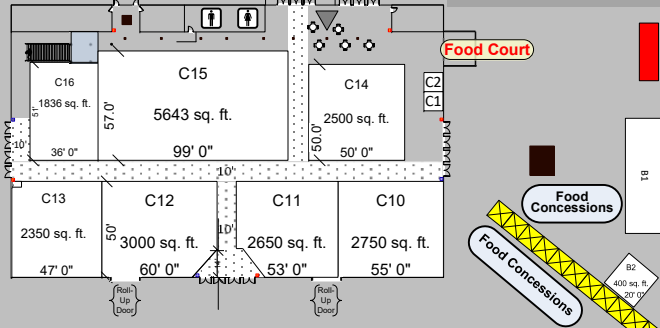 Food Court
C16
1836 sq. ft.
51'
36' 0"
C15
5643 sq. ft.
57.0'
99' 0"
C14
2500 sq. ft.
50.0'
50' 0"
C2
C1
10'
10'
10'
C13
2350 sq. ft.
47' 0"
C12
50'
3000 sq. ft.
60' 0"
C11
2650 sq. ft.
53' 0"
C10
2750 sq. ft.
55' 0"
Roll-
Up
Door
Roll-
Up
Door
B1
Food
Concessions
Food Concessions
B2
400 sq. ft.
20' 0"